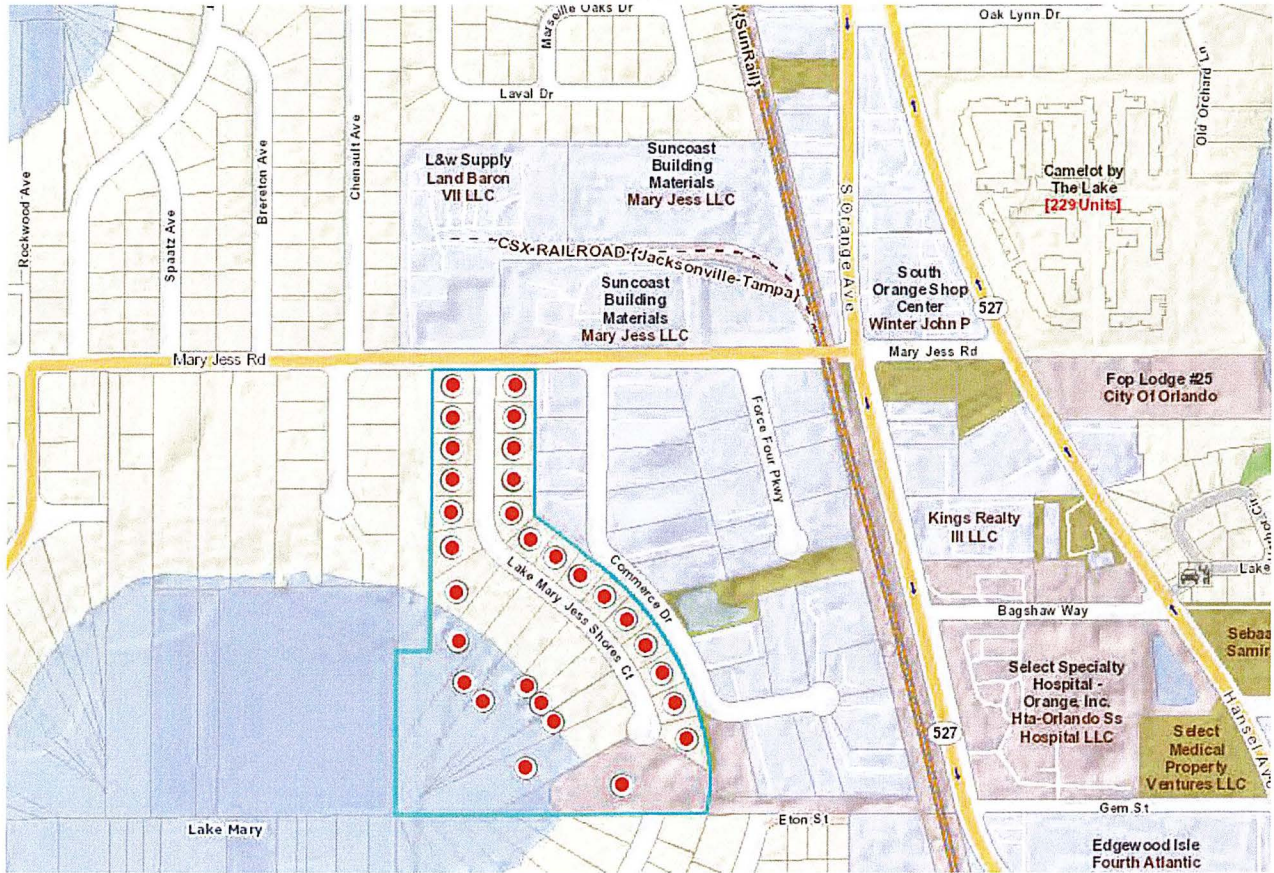 Marseille Oaks Dr
{SunRail}
Oak Lynn Dr
Old Orchard Ln
Laval Dr
Rockwood Ave
Spaatz Ave
Brereton Ave
Chenault Ave
L&w Supply
Land Baron
VII LLC
Suncoast
Building
Materials
Mary Jess LLC
S Orange Ave
Camelot by
The Lake
[229 Units]
CSX RAILROAD {Jacksonville-Tampa}
Suncoast
Building
Materials
Mary Jess LLC
South
Orange Shop
Center
Winter John P
527
Mary Jess Rd
Mary Jess Rd
Fop Lodge #25
City Of Orlando
Force Four Pkwy
Kings Realty
III LLC
Lake Mary Jess Shores Ct
Commerce Dr
Lake
Bagshaw Way
Sebaa
Samir
Select Specialty
Hospital -
Orange, Inc.
Hta-Orlando Ss
Hospital LLC
Hansel Ave
527
Select
Medical
Property
Ventures LLC
Lake Mary
Eton St
Gem St
Edgewood Isle
Fourth Atlantic